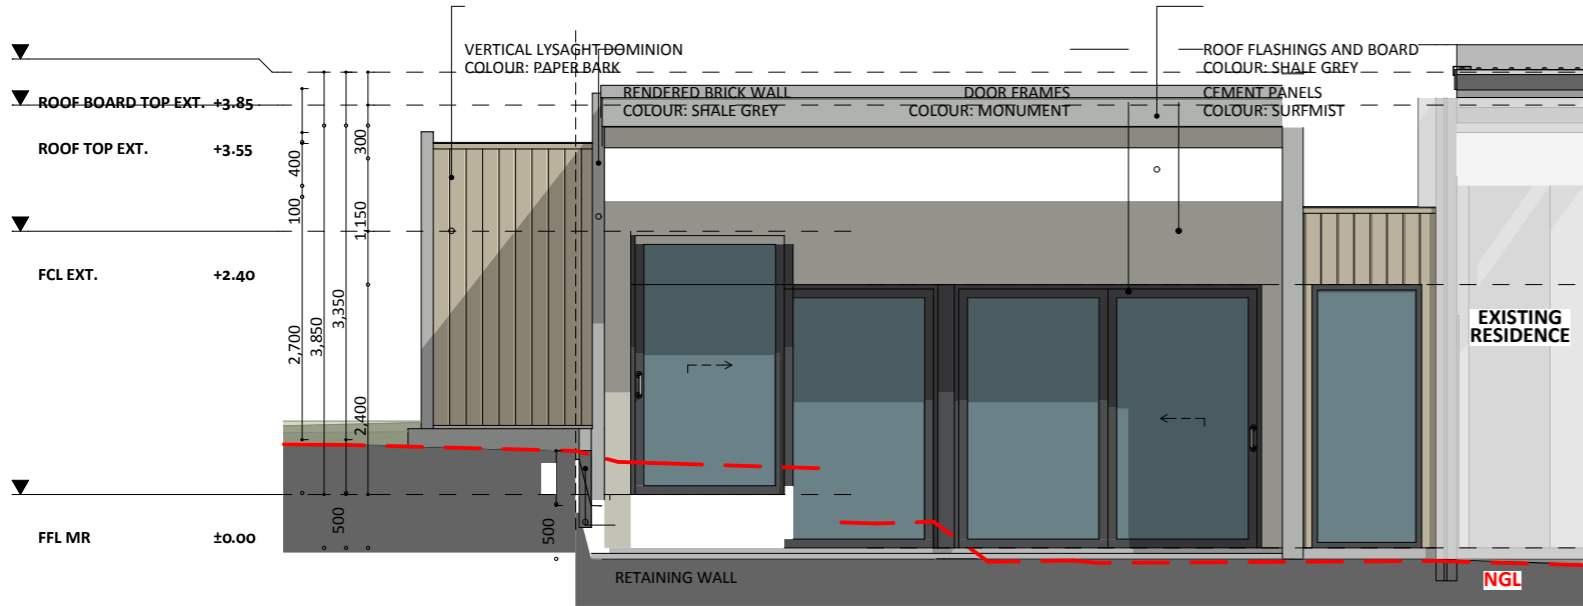 VERTICAL LYSAGHT DOMINION
COLOUR: PAPER BARK
ROOF FLASHINGS AND BOARD
COLOUR: SHALE GREY
RENDERED BRICK WALL
COLOUR: SHALE GREY
DOOR FRAMES
COLOUR: MONUMENT
CEMENT PANELS
COLOUR: SURFMIST
ROOF BOARD TOP EXT. +3.85
ROOF TOP EXT. +3.55
FCL EXT. +2.40
FFL MR ±0.00
400
100
2,700
3,850
3,350
500
300
1,150
2,400
500
EXISTING
RESIDENCE
RETAINING WALL
NGL